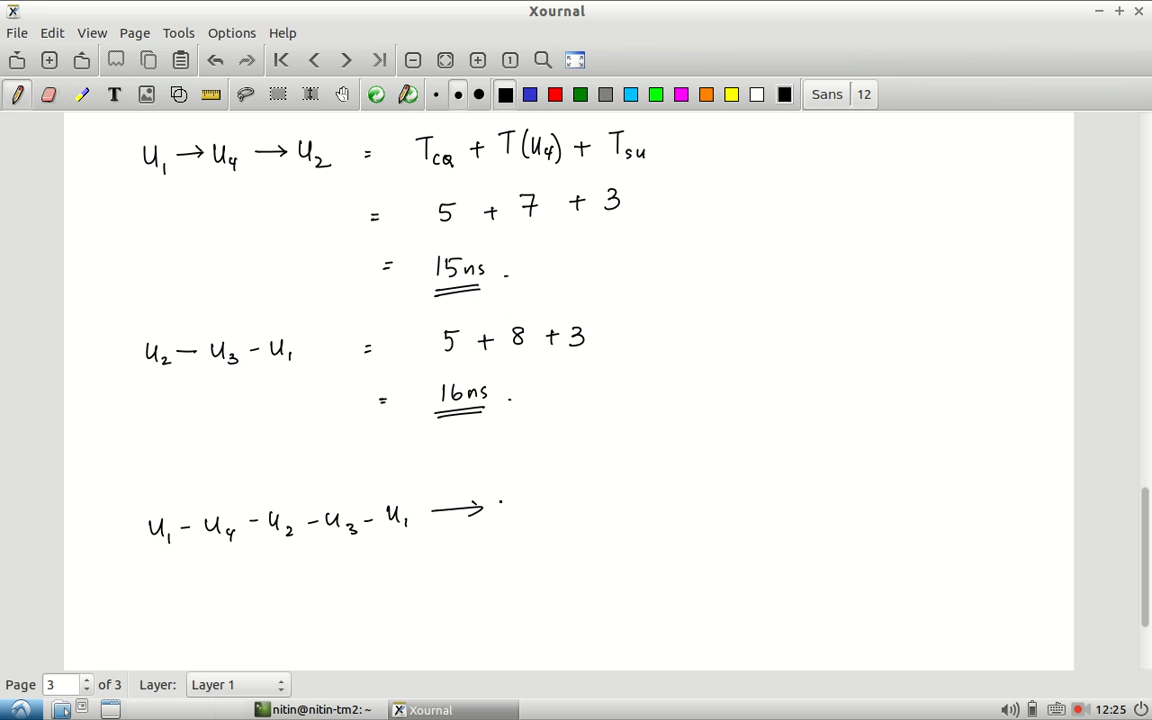 Xournal
File Edit View Page Tools Options Help
Sans 12
U₁ → U₄ → U₂ = T_CQ + T(U₄) + T_su
= 5 + 7 + 3
= 15ns.
U₂ — U₃ - U₁ = 5 + 8 + 3
= 16ns.
U₁ - U₄ - U₂ - U₃ - U₁ →
Page 3 of 3 Layer: Layer 1
nitin@nitin-tm2: ~ Xournal 12:25